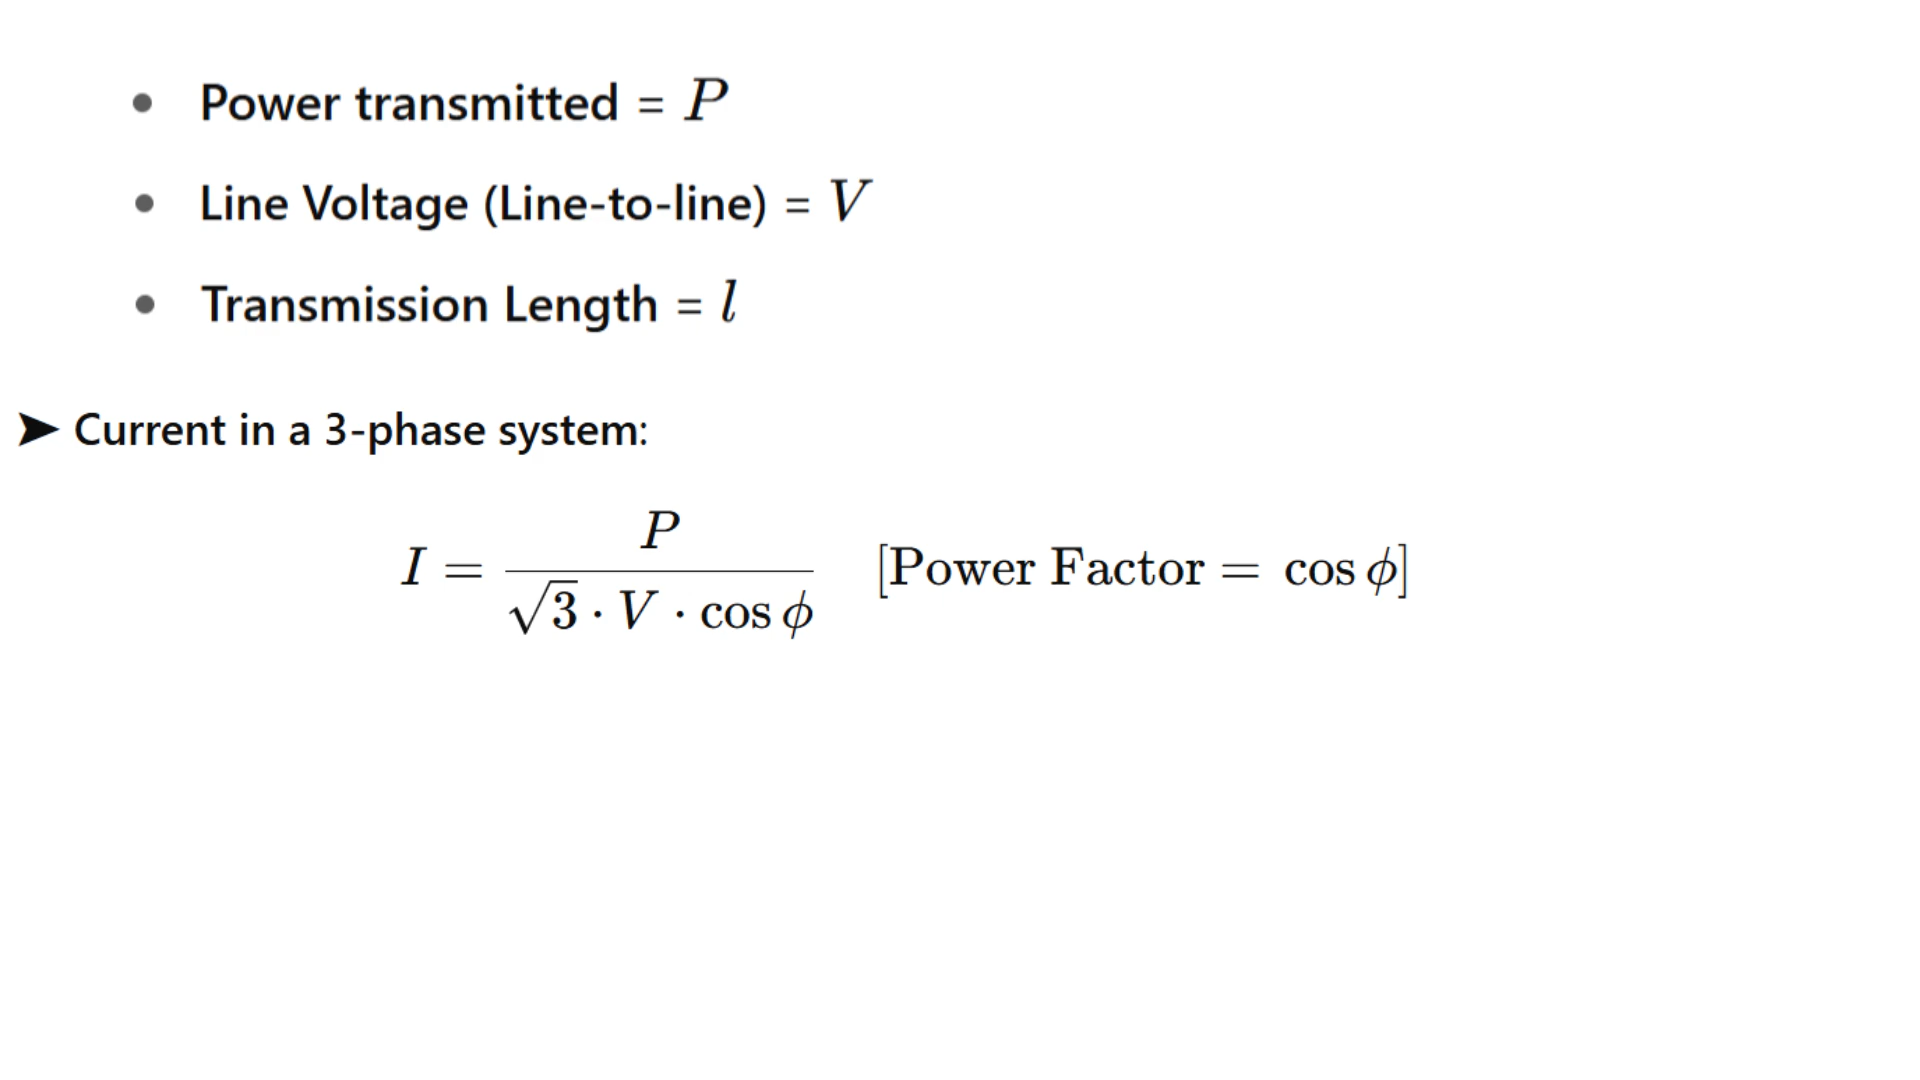 • Power transmitted = P
• Line Voltage (Line-to-line) = V
• Transmission Length = l
➤ Current in a 3-phase system:
I = P / (√3 · V · cos ϕ) [Power Factor = cos ϕ]